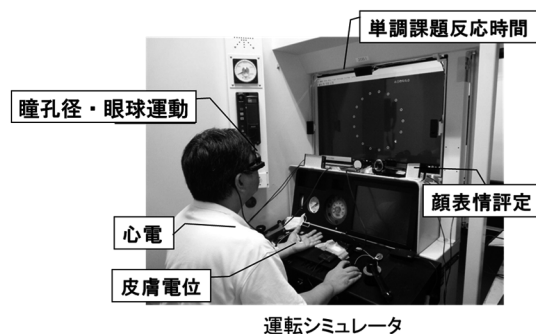 単調課題反応時間
瞳孔径・眼球運動
顔表情評定
心電
皮膚電位
運転シミュレータ